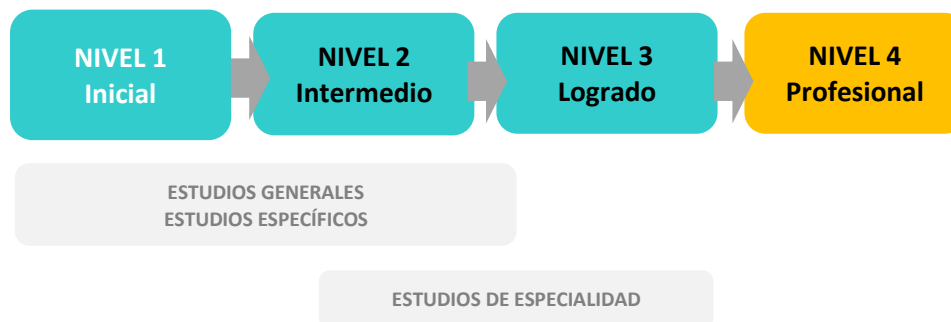 NIVEL 1
Inicial
NIVEL 2
Intermedio
NIVEL 3
Logrado
NIVEL 4
Profesional
ESTUDIOS GENERALES
ESTUDIOS ESPECÍFICOS
ESTUDIOS DE ESPECIALIDAD